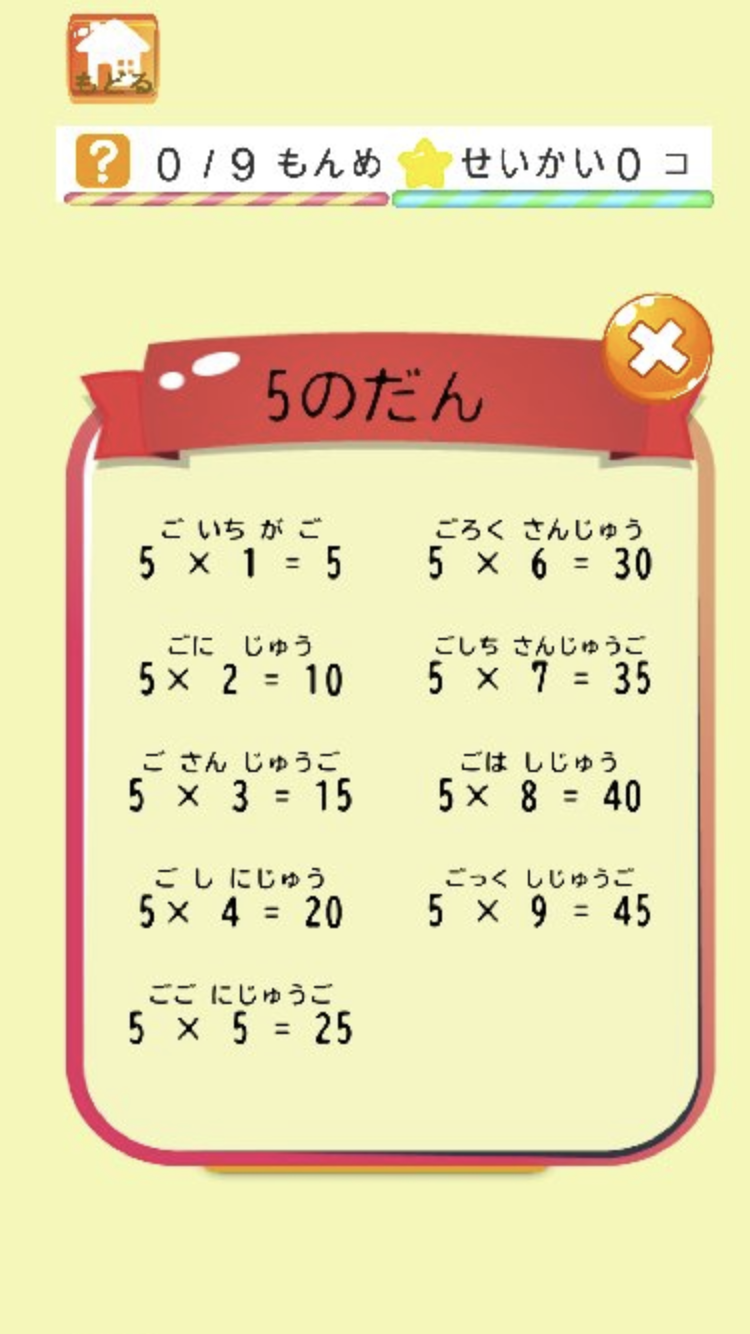 もどる
? 0 / 9 もんめ せいかい0 コ
5のだん
ご いち が ご
5 × 1 = 5
ごに じゅう
5× 2 = 10
ご さん じゅうご
5 × 3 = 15
ご し にじゅう
5× 4 = 20
ごご にじゅうご
5 × 5 = 25
ごろく さんじゅう
5 × 6 = 30
ごしち さんじゅうご
5 × 7 = 35
ごは しじゅう
5× 8 = 40
ごっく しじゅうご
5 × 9 = 45